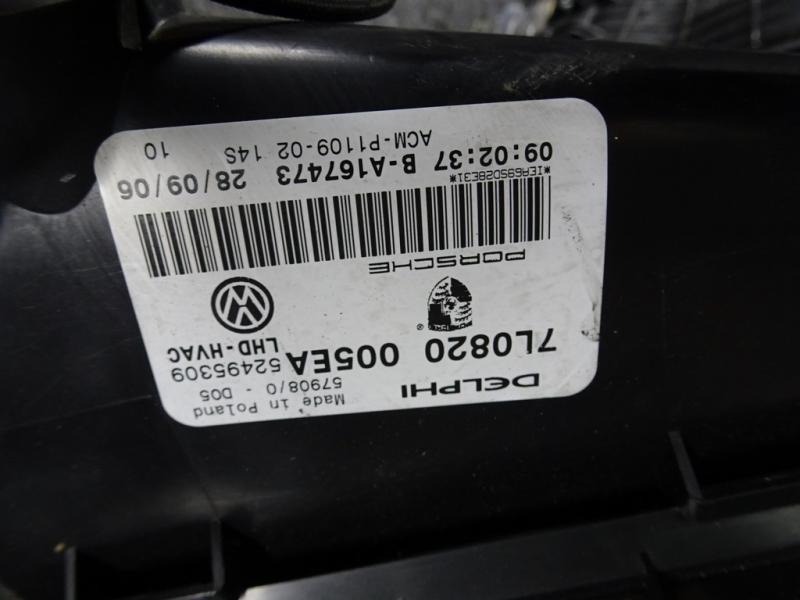 DELPHI
Made in Poland
57908/0 - D05
7L0820 005EA
52495309
LHD-HVAC
®
PORSCHE
*IEA69SD28E31*
09:02:37 B-A167473 28/09/06
ACM-P1109-02 14S 10